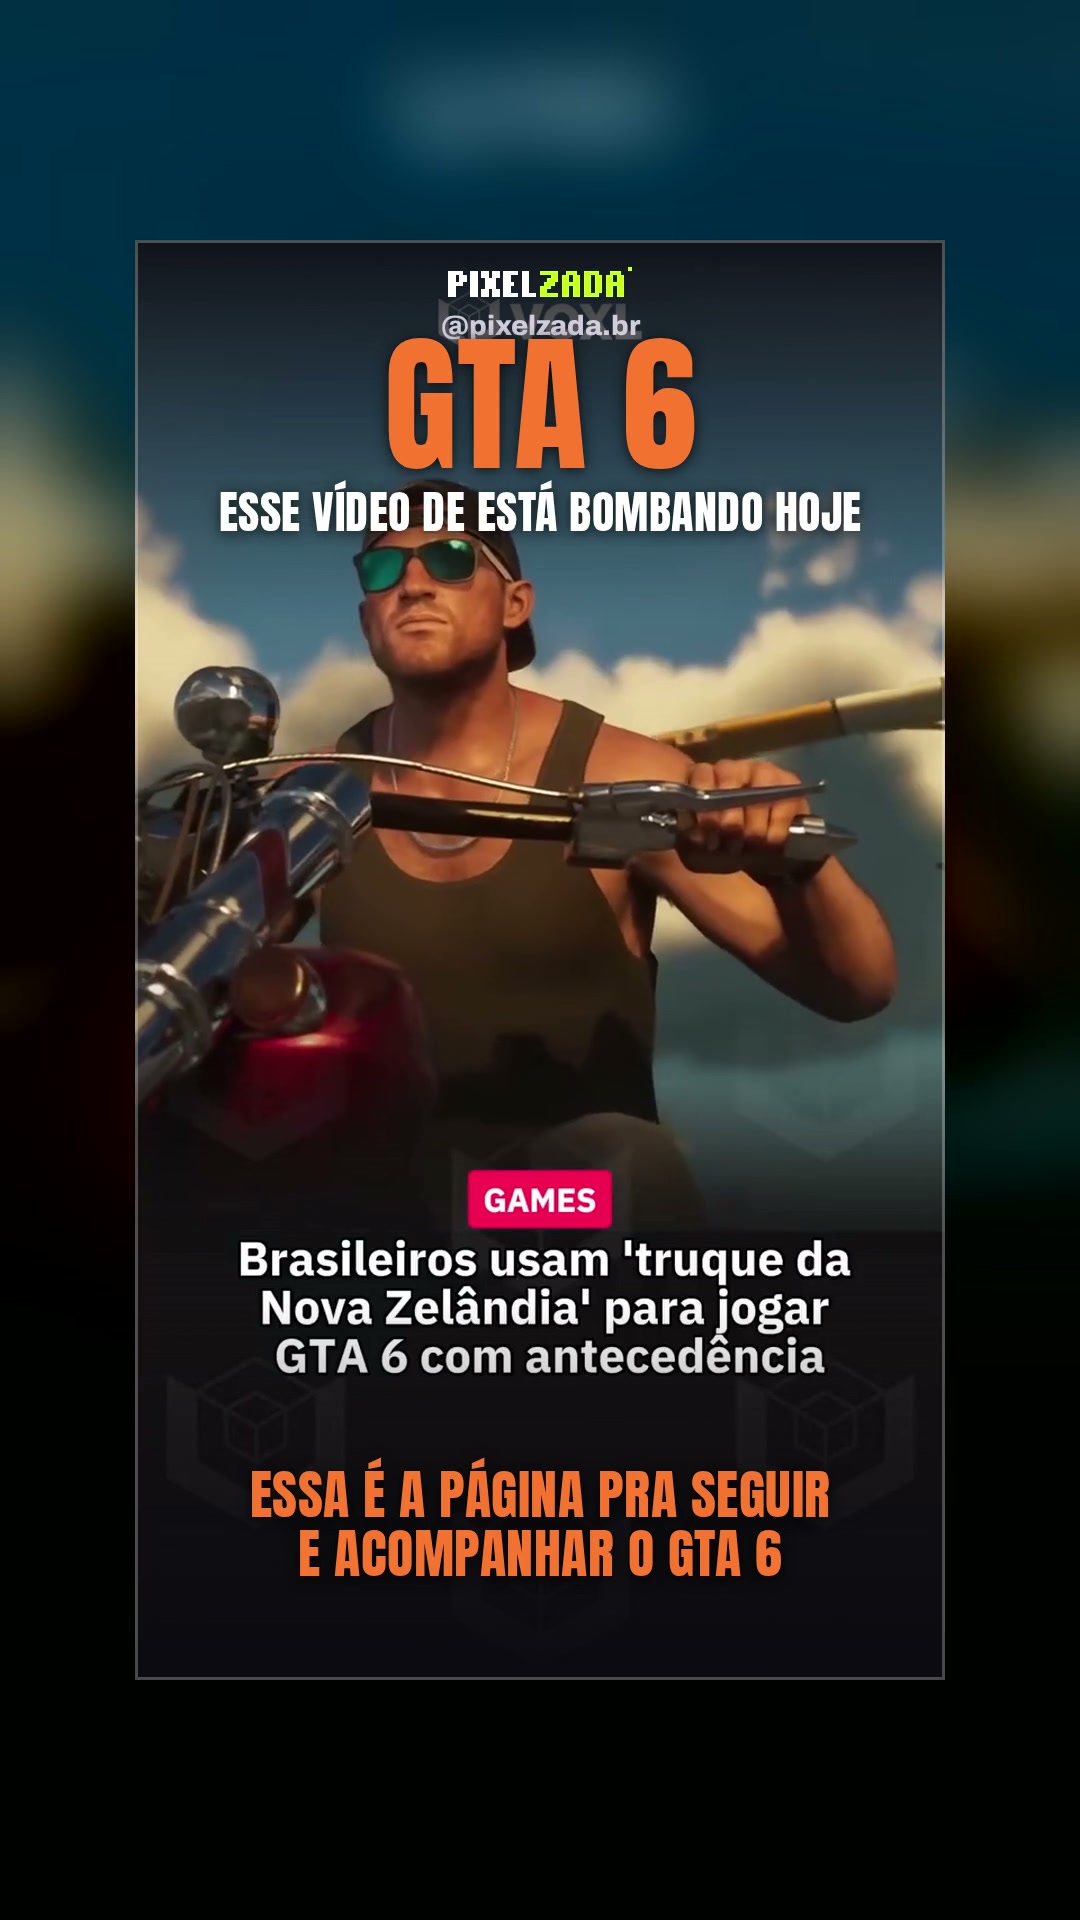 PIXELZADA
VOXL
@pixelzada.br
GTA 6
ESSE VÍDEO DE ESTÁ BOMBANDO HOJE
GAMES
Brasileiros usam 'truque da
Nova Zelândia' para jogar
GTA 6 com antecedência
ESSA É A PÁGINA PRA SEGUIR
E ACOMPANHAR O GTA 6